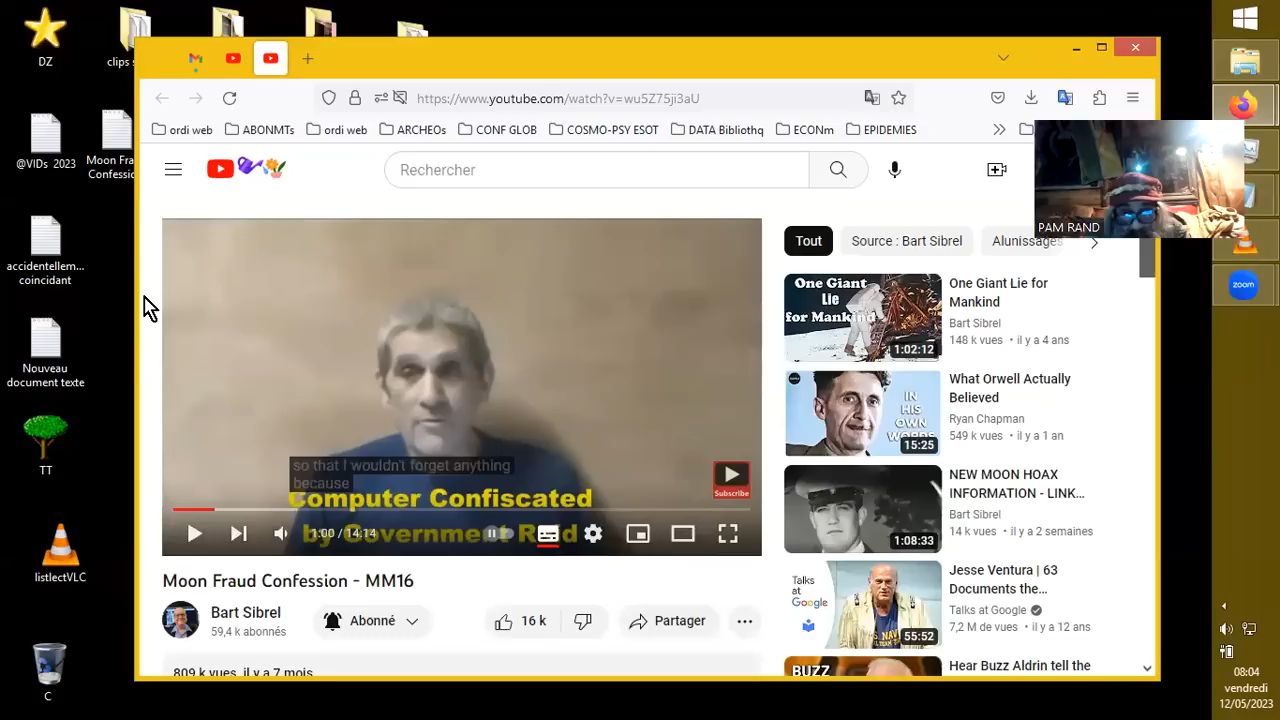 DZ
clips s
@VIDs 2023
Moon Fra
Confessio
accidentellem...
coincidant
Nouveau
document texte
TT
listlectVLC
C
https://www.youtube.com/watch?v=wu5Z75ji3aU
ordi web
ABONMTs
ordi web
ARCHEOs
CONF GLOB
COSMO-PSY ESOT
DATA Bibliothq
ECONm
EPIDEMIES
Rechercher
PAM RAND
so that I wouldn't forget anything
because
Computer Confiscated
by Government Raid
Subscribe
1:00 / 14:14
Moon Fraud Confession - MM16
Bart Sibrel
59,4 k abonnés
Abonné
16 k
Partager
809 k vues il y a 7 mois
Tout
Source : Bart Sibrel
Alunissages
One Giant
Lie
for Mankind
1:02:12
One Giant Lie for
Mankind
Bart Sibrel
148 k vues • il y a 4 ans
IN
HIS
OWN
WORDS
15:25
What Orwell Actually
Believed
Ryan Chapman
549 k vues • il y a 1 an
1:08:33
NEW MOON HOAX
INFORMATION - LINK...
Bart Sibrel
14 k vues • il y a 2 semaines
Talks
at
Google
U.S. NAV
55:52
Jesse Ventura | 63
Documents the...
Talks at Google
7,2 M de vues • il y a 12 ans
BUZZ
Hear Buzz Aldrin tell the
zoom
08:04
vendredi
12/05/2023